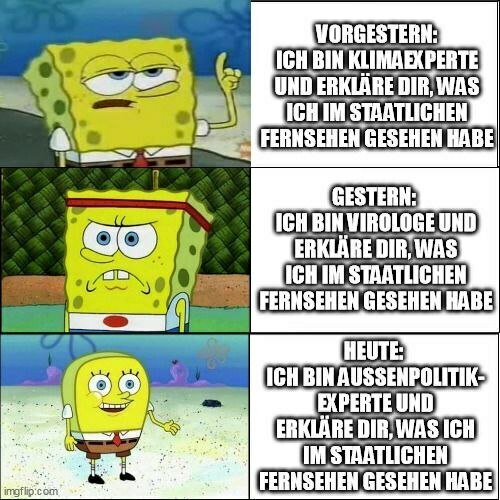 VORGESTERN:
ICH BIN KLIMAEXPERTE
UND ERKLÄRE DIR, WAS
ICH IM STAATLICHEN
FERNSEHEN GESEHEN HABE
GESTERN:
ICH BIN VIROLOGE UND
ERKLÄRE DIR, WAS
ICH IM STAATLICHEN
FERNSEHEN GESEHEN HABE
HEUTE:
ICH BIN AUSSENPOLITIK-
EXPERTE UND
ERKLÄRE DIR, WAS ICH
IM STAATLICHEN
FERNSEHEN GESEHEN HABE
imgflip.com